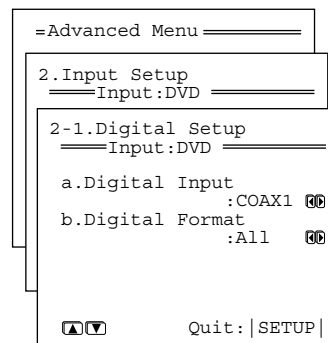 Advanced Menu
2.Input Setup
Input:DVD
2-1.Digital Setup
Input:DVD
a.Digital Input
:COAX1
b.Digital Format
:All
Quit:|SETUP|